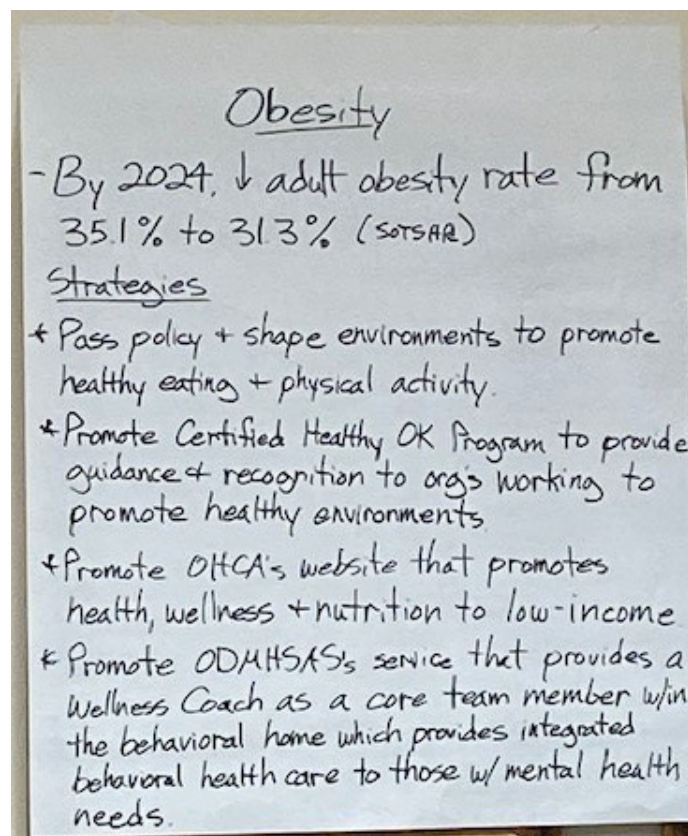 Obesity
- By 2024, ↓ adult obesity rate from
35.1% to 31.3% (SOTSAR)
Strategies
* Pass policy + shape environments to promote
healthy eating + physical activity.
* Promote Certified Healthy OK Program to provide
guidance & recognition to org's working to
promote healthy environments
* Promote OHCA's website that promotes
health, wellness + nutrition to low-income
* Promote ODMHSAS's service that provides a
Wellness Coach as a core team member w/in
the behavioral home which provides integrated
behavioral health care to those w/ mental health
needs.